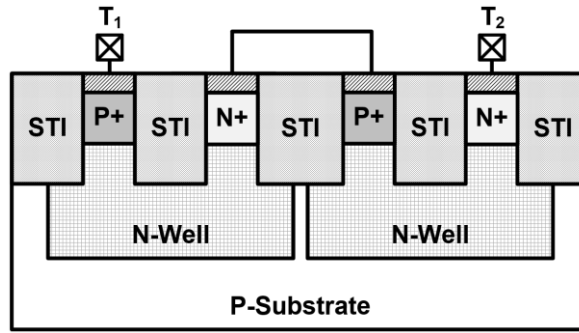 T1 T2
STI P+ STI N+ STI P+ STI N+ STI
N-Well N-Well
P-Substrate